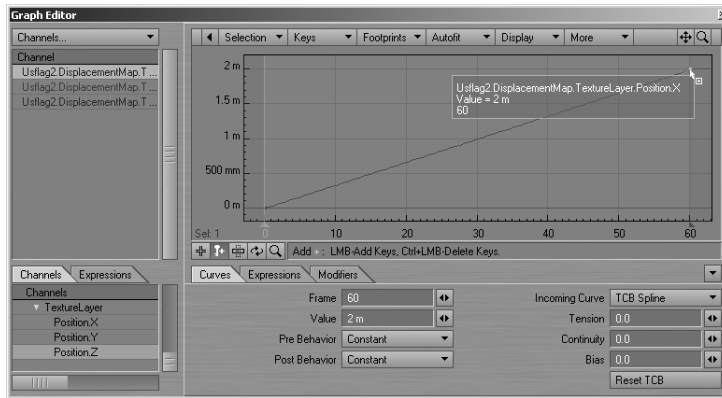 Graph Editor
Channels...
Selection Keys Footprints Autofit Display More
Channel
Usflag2.DisplacementMap.T ...
Usflag2.DisplacementMap.T ...
Usflag2.DisplacementMap.T ...
2 m
1.5 m
1 m
500 mm
0 m
Usflag2.DisplacementMap.TextureLayer.Position.X
Value = 2 m
60
Sel: 1 0 10 20 30 40 50 60
Add + : LMB-Add Keys, Ctrl+LMB-Delete Keys.
Channels Expressions
Channels
TextureLayer
Position.X
Position.Y
Position.Z
Curves Expressions Modifiers
Frame 60 Incoming Curve TCB Spline
Value 2 m Tension 0.0
Pre Behavior Constant Continuity 0.0
Post Behavior Constant Bias 0.0
Reset TCB